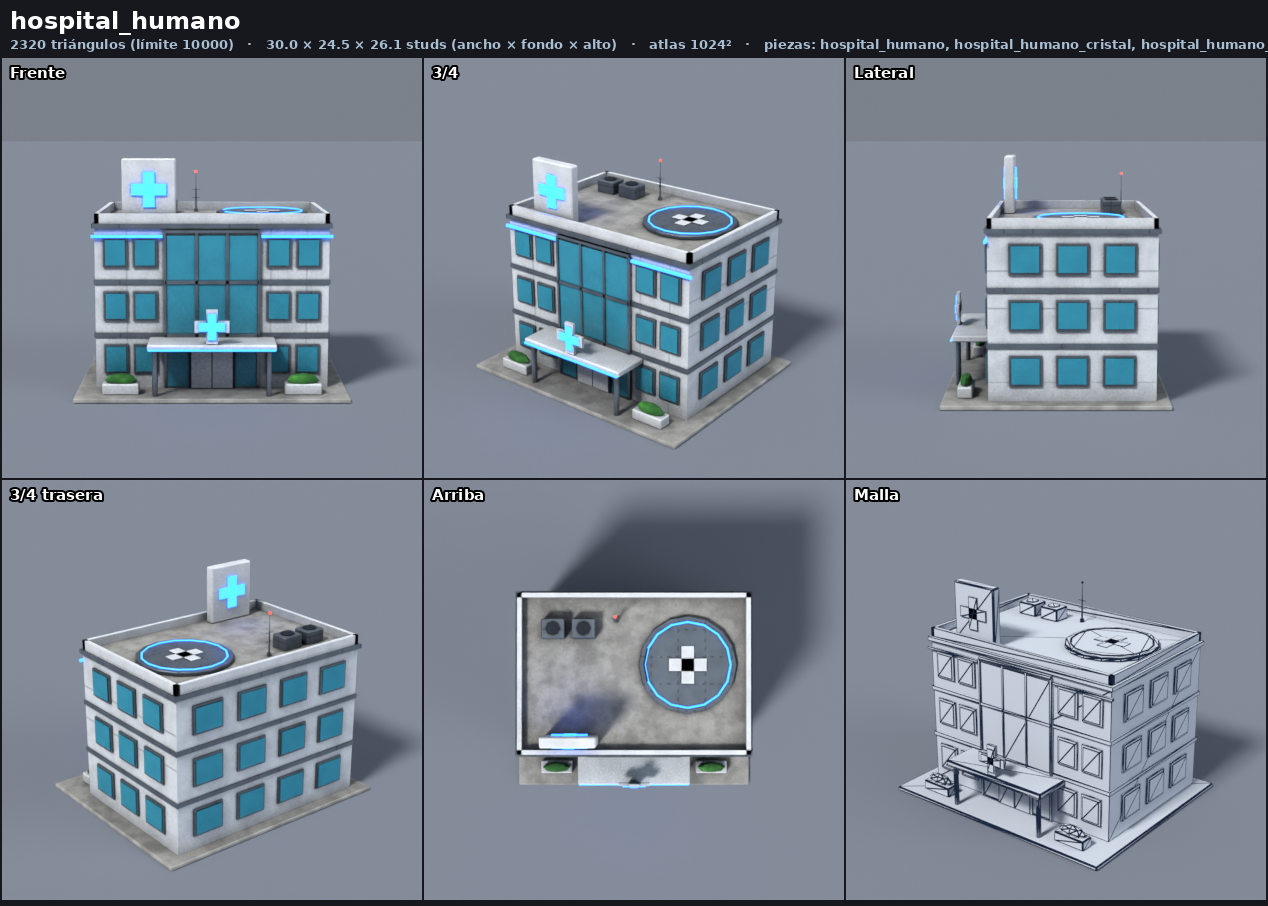 hospital_humano
2320 triángulos (límite 10000) · 30.0 × 24.5 × 26.1 studs (ancho × fondo × alto) · atlas 1024² · piezas: hospital_humano, hospital_humano_cristal, hospital_humano_
Frente
3/4
Lateral
3/4 trasera
Arriba
Malla